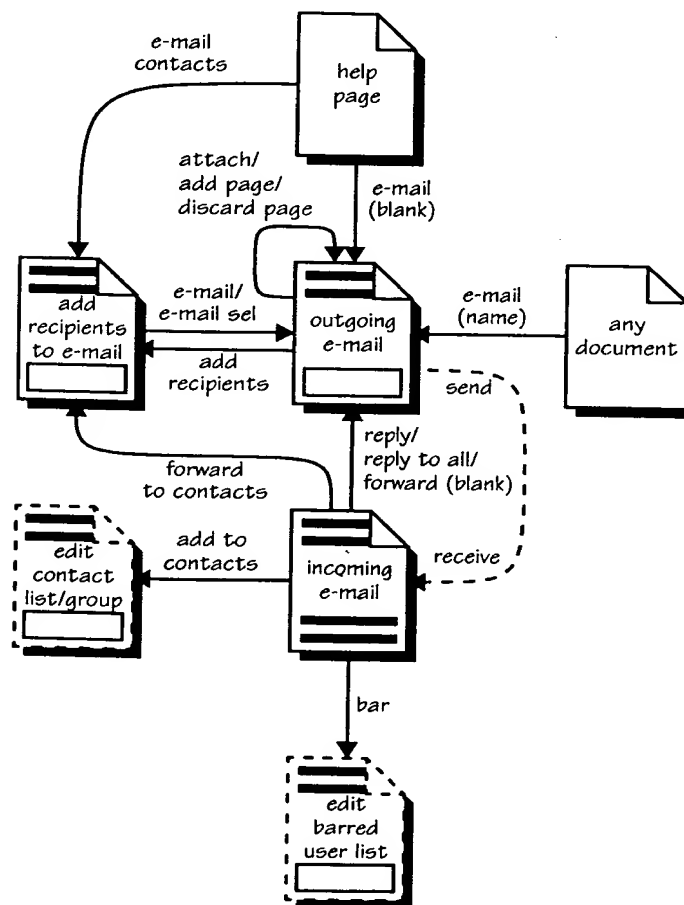 e-mail
contacts
help
page
attach/
add page/
discard page
e-mail
(blank)
add
recipients
to e-mail
e-mail/
e-mail sel
add
recipients
outgoing
e-mail
e-mail
(name)
any
document
send
forward
to contacts
reply/
reply to all/
forward (blank)
edit
contact
list/group
add to
contacts
incoming
e-mail
receive
bar
edit
barred
user list